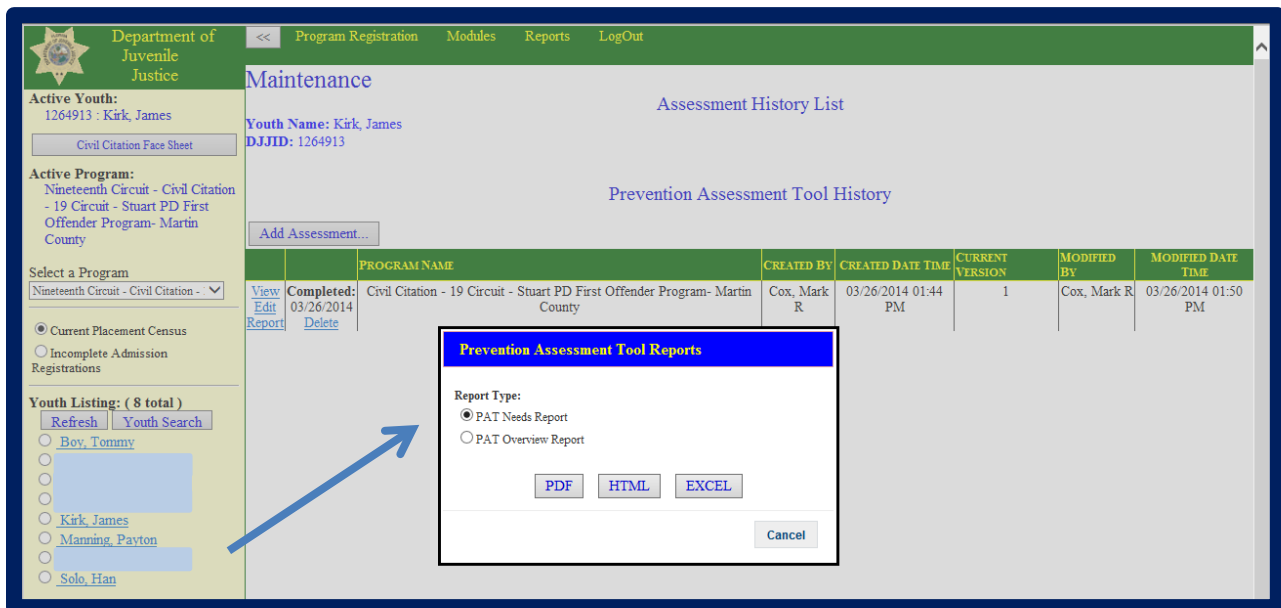 Department of
Juvenile
Justice
<< Program Registration Modules Reports LogOut
Active Youth:
1264913 : Kirk, James
Civil Citation Face Sheet
Active Program:
Nineteenth Circuit - Civil Citation
- 19 Circuit - Stuart PD First
Offender Program- Martin
County
Select a Program
Nineteenth Circuit - Civil Citation -
Current Placement Census
Incomplete Admission
Registrations
Youth Listing: ( 8 total )
Refresh Youth Search
Boy, Tommy
Kirk, James
Manning, Payton
Solo, Han
Maintenance
Assessment History List
Youth Name: Kirk, James
DJJID: 1264913
Prevention Assessment Tool History
Add Assessment...
PROGRAM NAME CREATED BY CREATED DATE TIME CURRENT VERSION MODIFIED BY MODIFIED DATE TIME
View Completed: Civil Citation - 19 Circuit - Stuart PD First Offender Program- Martin Cox, Mark 03/26/2014 01:44 1 Cox, Mark R 03/26/2014 01:50
Edit 03/26/2014 County R PM PM
Report Delete
Prevention Assessment Tool Reports
Report Type:
PAT Needs Report
PAT Overview Report
PDF HTML EXCEL
Cancel